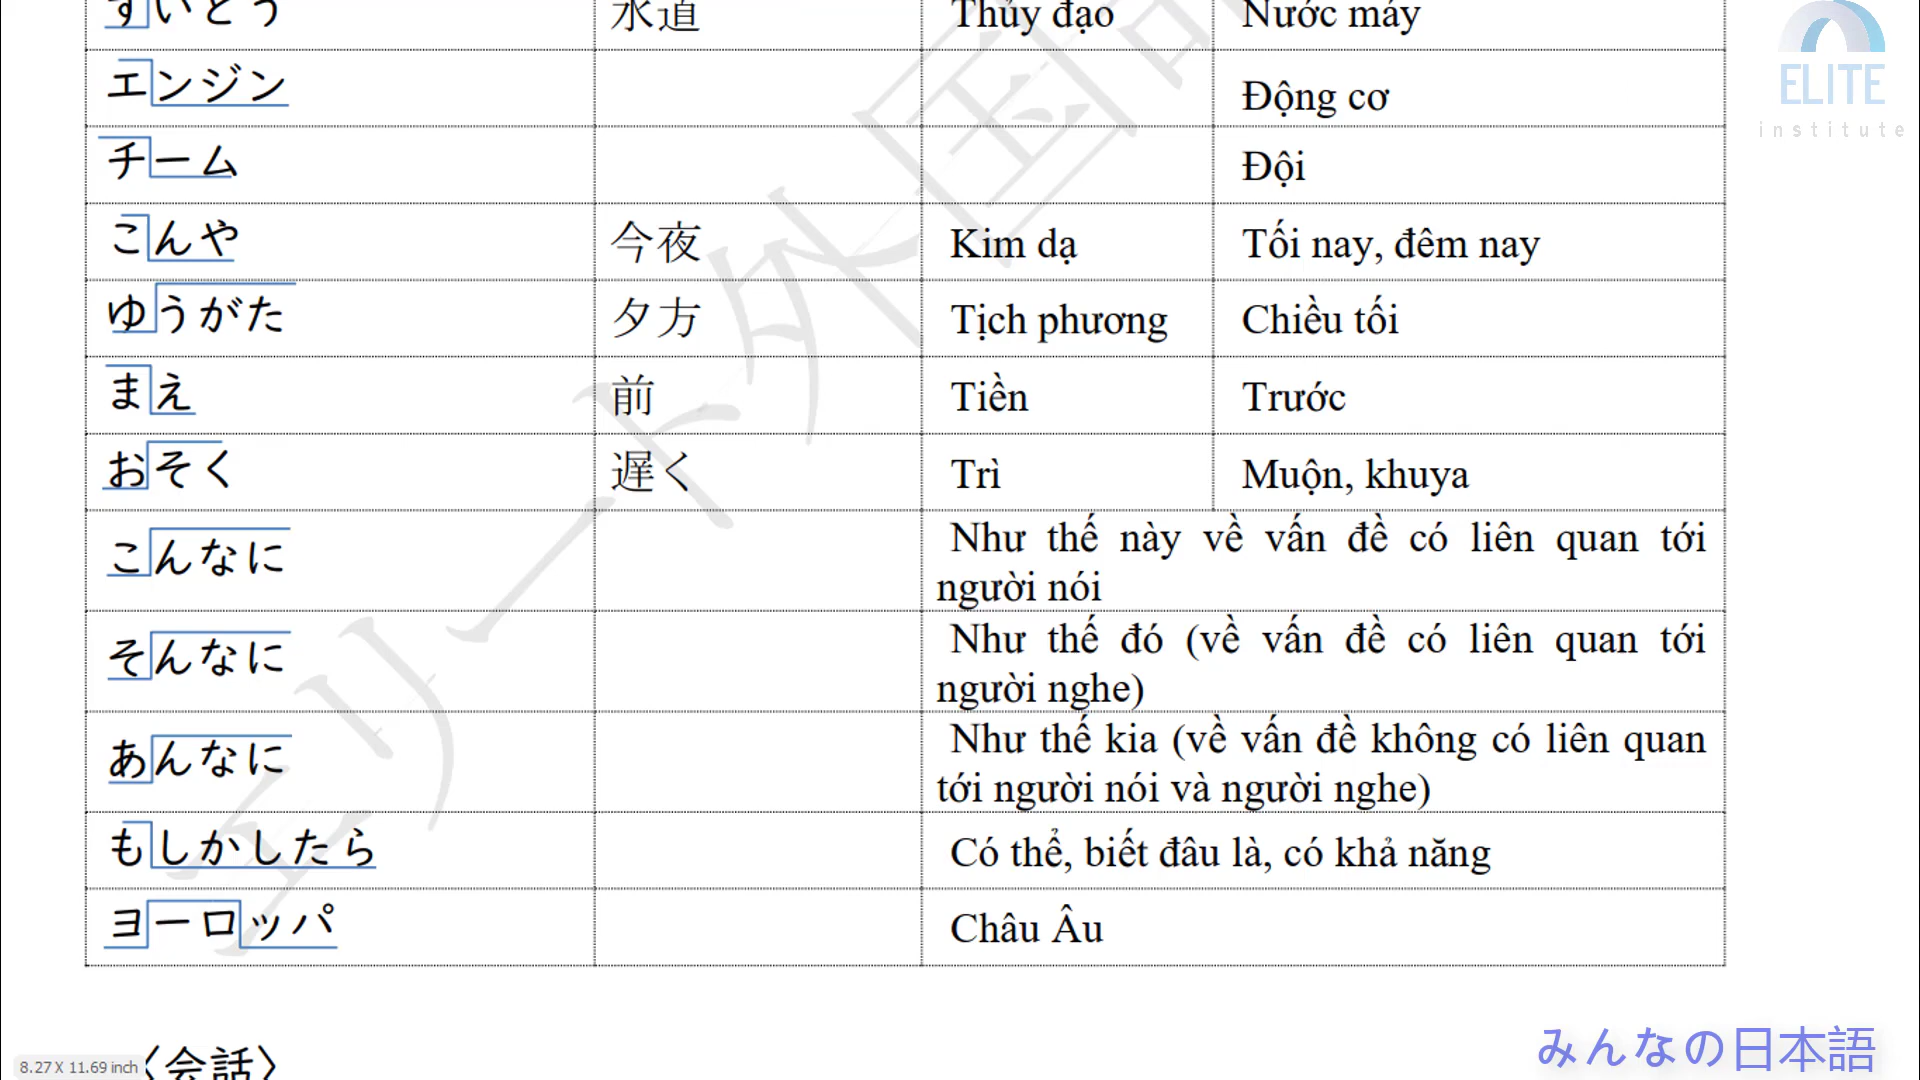 すいどう 水道 Thủy đạo Nước máy
エンジン Động cơ
チーム Đội
こんや 今夜 Kim dạ Tối nay, đêm nay
ゆうがた 夕方 Tịch phương Chiều tối
まえ 前 Tiền Trước
おそく 遅く Trì Muộn, khuya
こんなに Như thế này về vấn đề có liên quan tới
người nói
そんなに Như thế đó (về vấn đề có liên quan tới
người nghe)
あんなに Như thế kia (về vấn đề không có liên quan
tới người nói và người nghe)
もしかしたら Có thể, biết đâu là, có khả năng
ヨーロッパ Châu Âu
〈会話〉
エリート外国語
ELITE
institute
みんなの日本語
8.27 X 11.69 inch